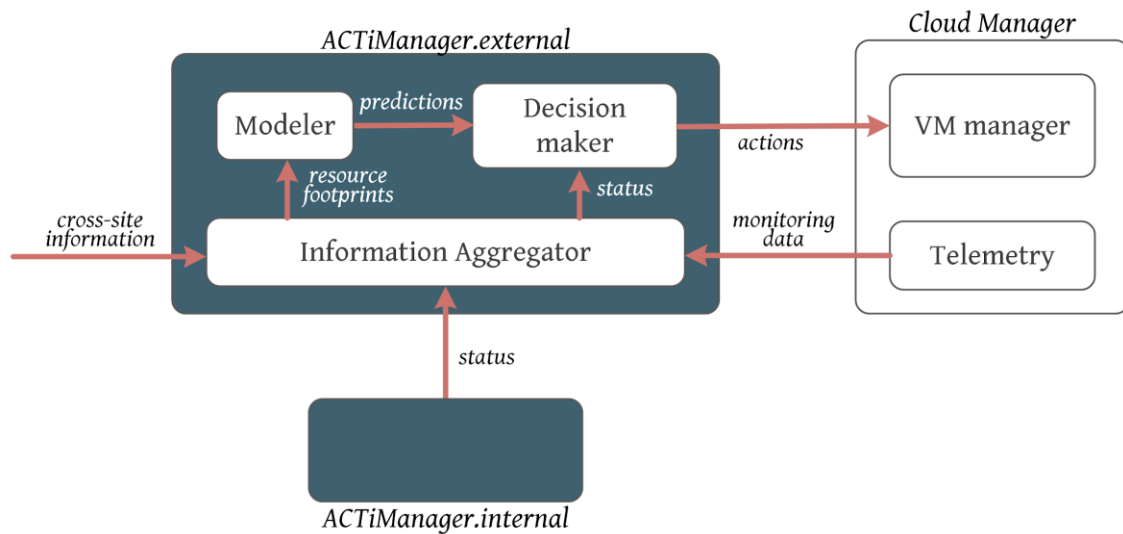 ACTiManager.external
Cloud Manager
predictions
Modeler
Decision
maker
VM manager
actions
resource
footprints
status
cross-site
information
monitoring
data
Information Aggregator
Telemetry
status
ACTiManager.internal